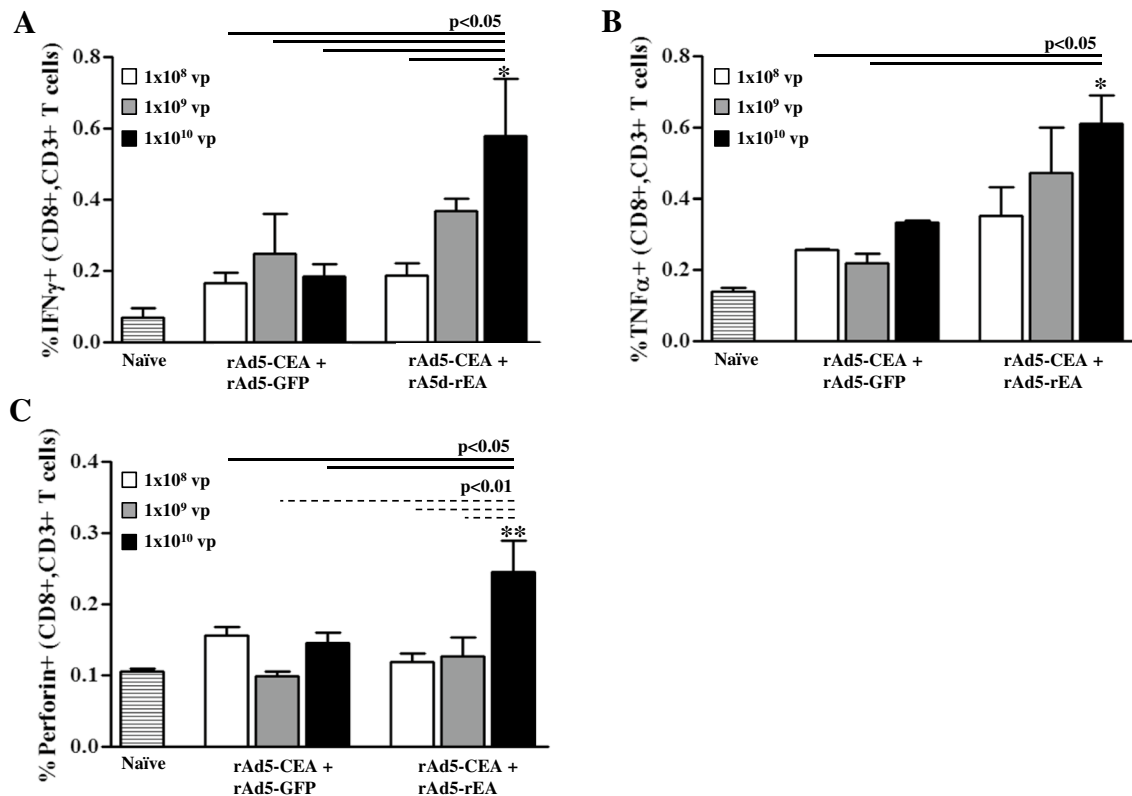 A
p<0.05
%IFNγ+ (CD8+,CD3+ T cells)
0.8
0.6
0.4
0.2
0.0
1x10⁸ vp
1x10⁹ vp
1x10¹⁰ vp
*
Naïve
rAd5-CEA +
rAd5-GFP
rAd5-CEA +
rA5d-rEA
B
p<0.05
%TNFα+ (CD8+,CD3+ T cells)
0.8
0.6
0.4
0.2
0.0
1x10⁸ vp
1x10⁹ vp
1x10¹⁰ vp
*
Naïve
rAd5-CEA +
rAd5-GFP
rAd5-CEA +
rAd5-rEA
C
p<0.05
p<0.01
%Perforin+ (CD8+,CD3+ T cells)
0.4
0.3
0.2
0.1
0.0
1x10⁸ vp
1x10⁹ vp
1x10¹⁰ vp
**
Naïve
rAd5-CEA +
rAd5-GFP
rAd5-CEA +
rAd5-rEA